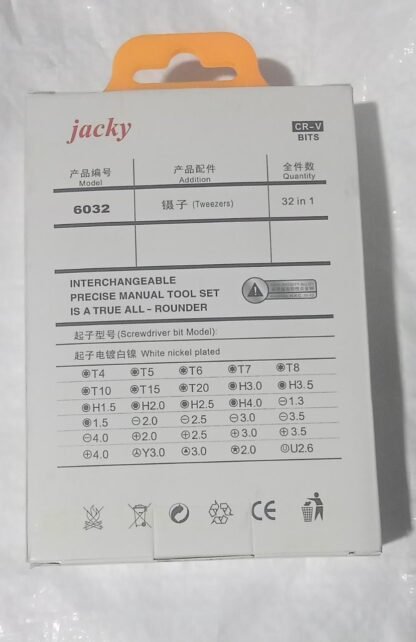 jacky
CR-V
BITS
产品编号 产品配件 全件数
Model Addition Quantity
6032 镊子 (Tweezers) 32 in 1
INTERCHANGEABLE
PRECISE MANUAL TOOL SET
IS A TRUE ALL - ROUNDER
起子型号 (Screwdriver bit Model):
起子电镀白镍 White nickel plated
T4 T5 T6 T7 T8
T10 T15 T20 H3.0 H3.5
H1.5 H2.0 H2.5 H4.0 ⊖1.3
1.5 ⊖2.0 ⊖2.5 ⊖3.0 ⊖3.5
⊖4.0 ⊕2.0 ⊕2.5 ⊕3.0 ⊕3.5
⊕4.0 Y3.0 3.0 2.0 U2.6
CE